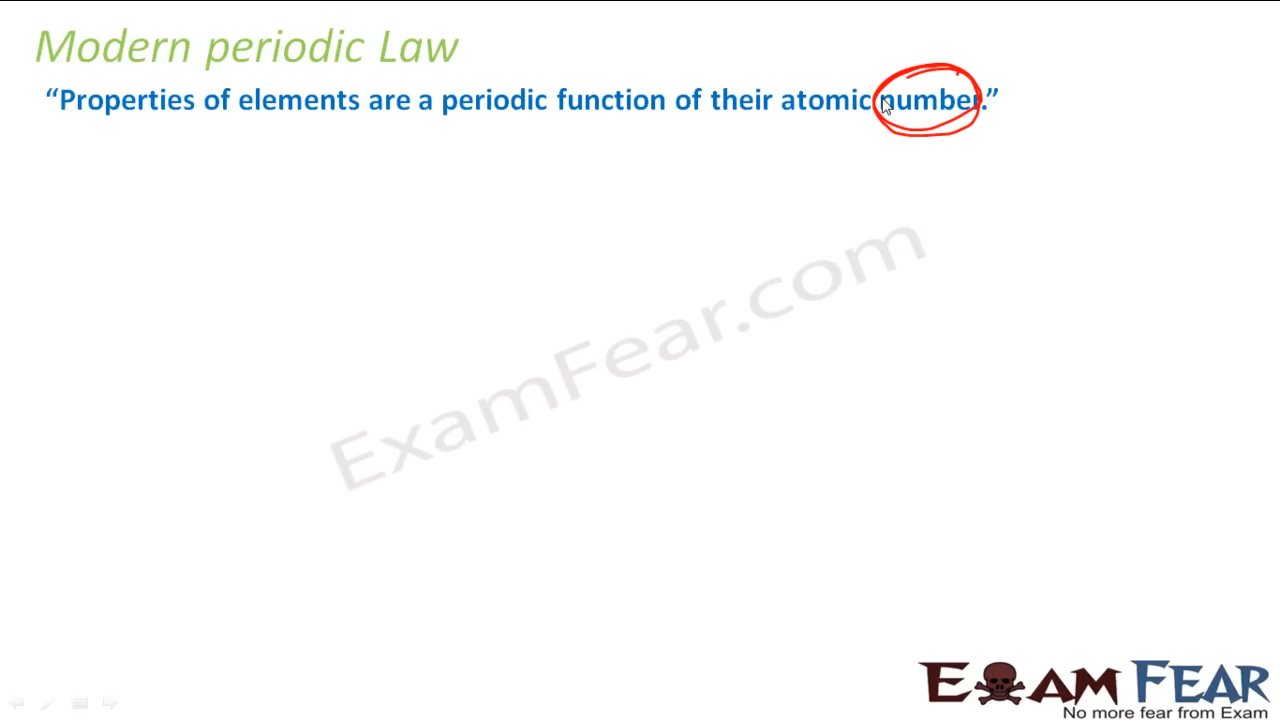 Modern periodic Law
“Properties of elements are a periodic function of their atomic number.”
ExamFear.com
EXAM FEAR
No more fear from Exam